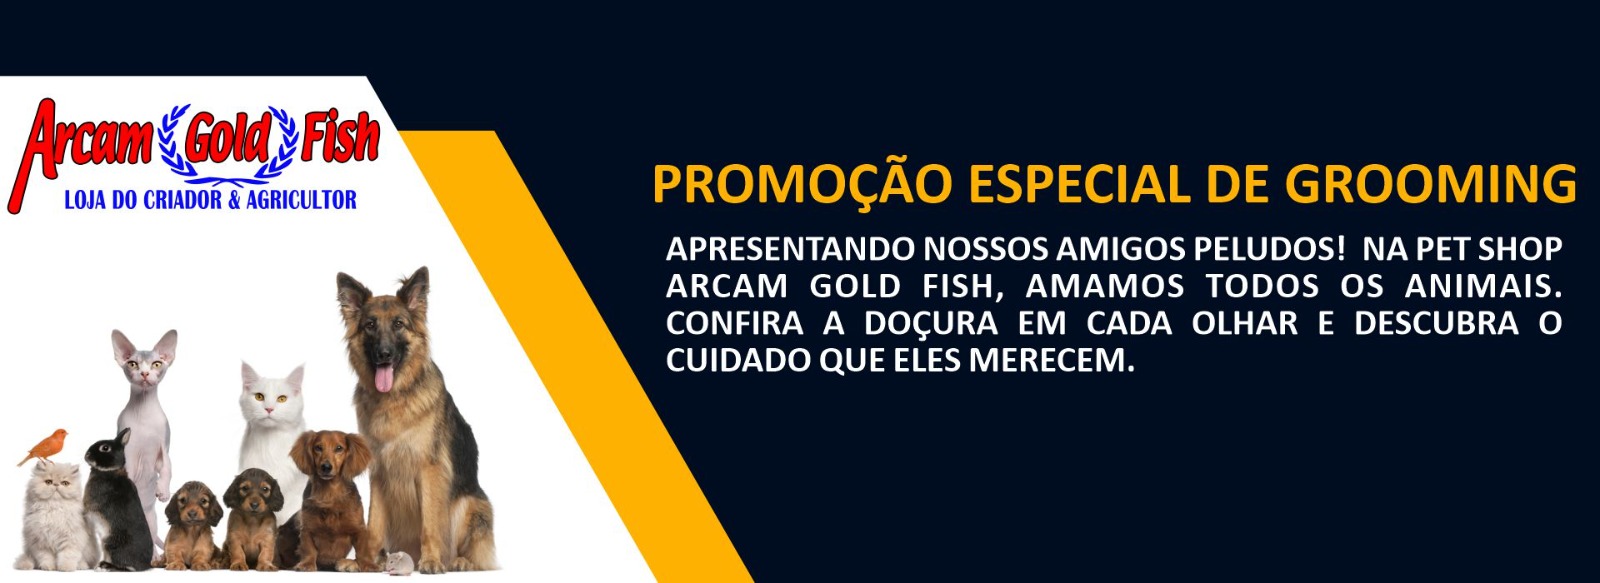 Arcam Gold Fish
LOJA DO CRIADOR & AGRICULTOR
PROMOÇÃO ESPECIAL DE GROOMING
APRESENTANDO NOSSOS AMIGOS PELUDOS! NA PET SHOP
ARCAM GOLD FISH, AMAMOS TODOS OS ANIMAIS.
CONFIRA A DOÇURA EM CADA OLHAR E DESCUBRA O
CUIDADO QUE ELES MERECEM.